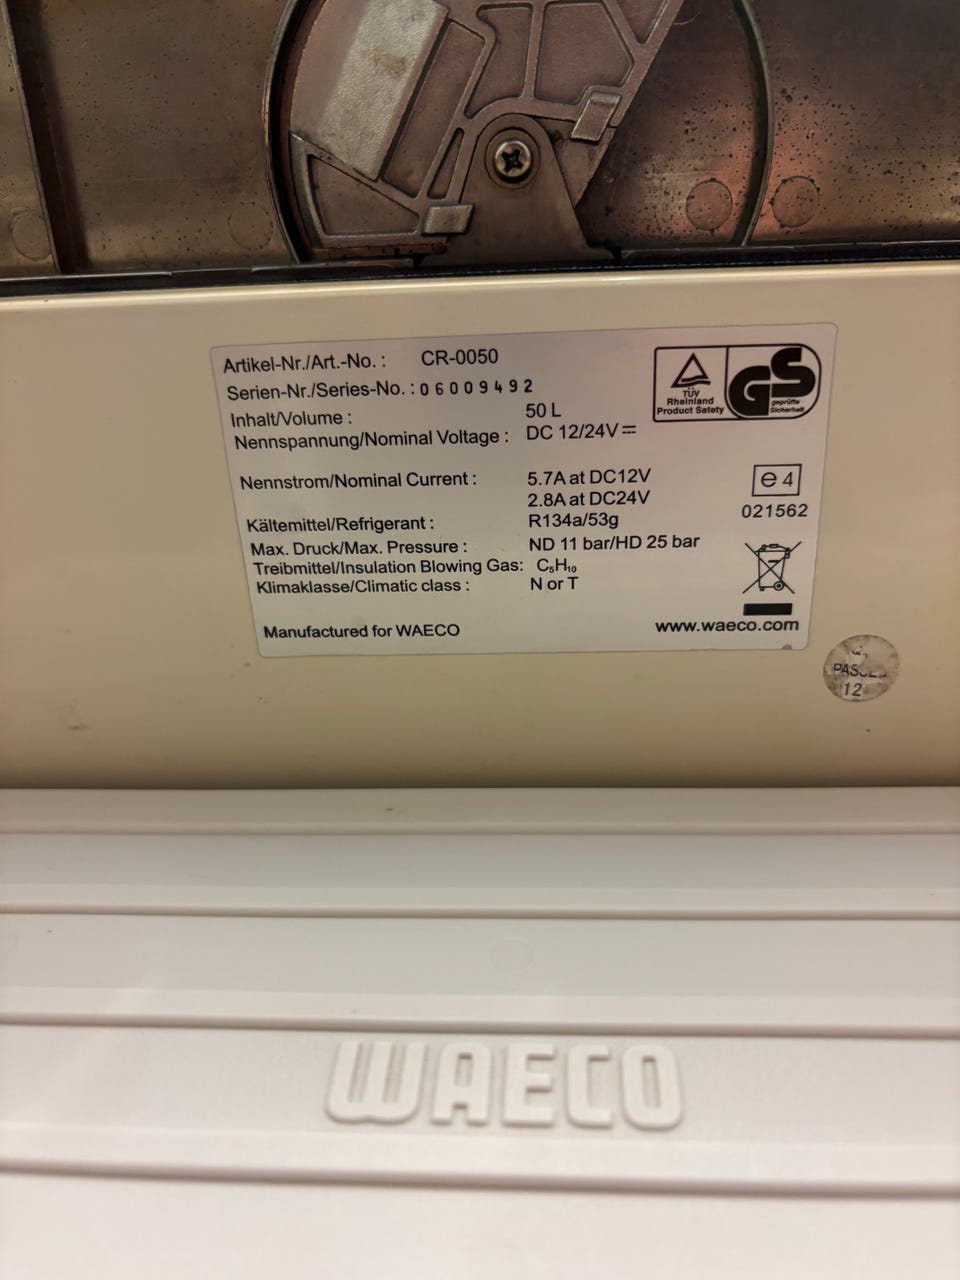 Artikel-Nr./Art.-No. : CR-0050
Serien-Nr./Series-No. : 06009492
Inhalt/Volume : 50 L
Nennspannung/Nominal Voltage : DC 12/24V⎓
Nennstrom/Nominal Current : 5.7A at DC12V
2.8A at DC24V
Kältemittel/Refrigerant : R134a/53g
Max. Druck/Max. Pressure : ND 11 bar/HD 25 bar
Treibmittel/Insulation Blowing Gas: C₅H₁₀
Klimaklasse/Climatic class : N or T
Manufactured for WAECO
TÜV
Rheinland
Product Safety
GS
geprüfte
Sicherheit
e4
021562
www.waeco.com
12
WAECO